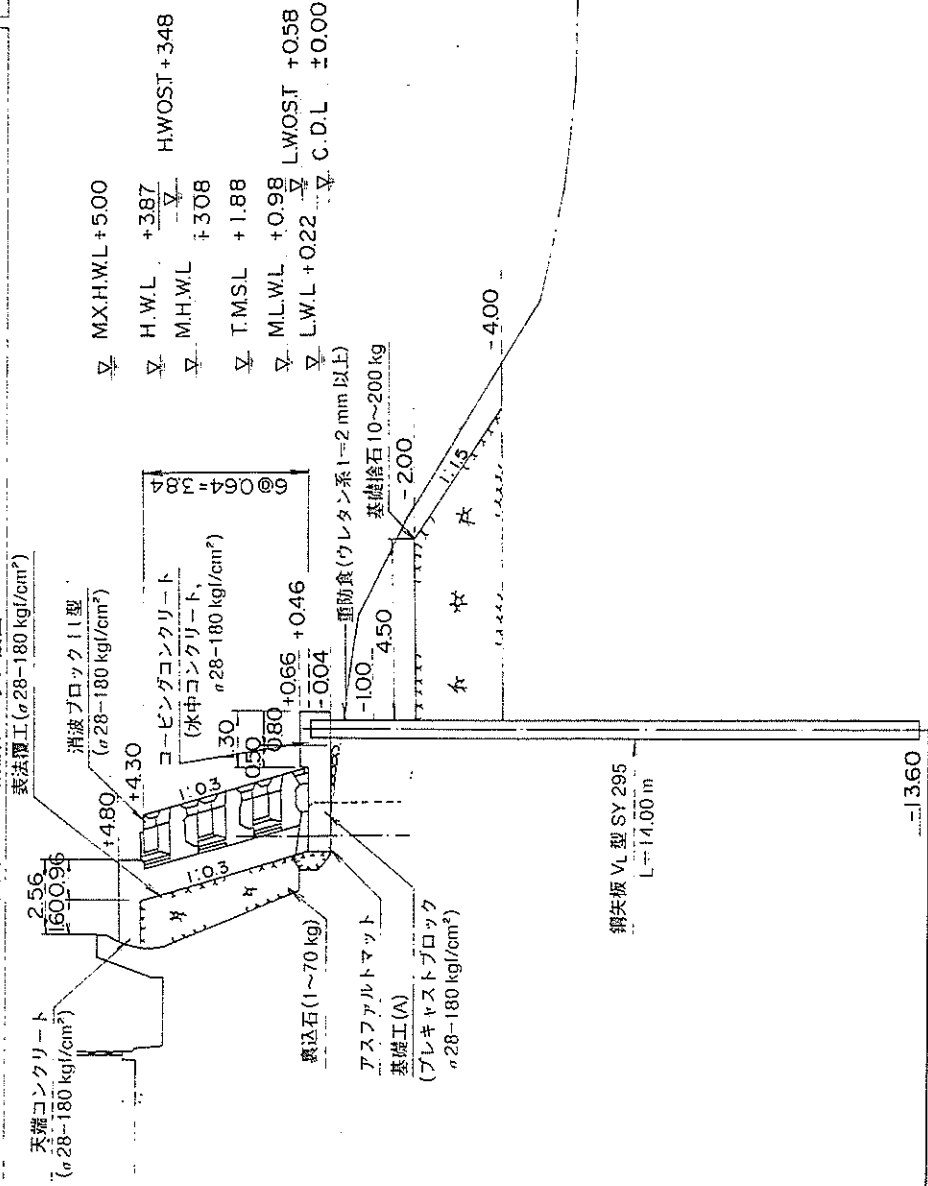 天端コンクリート
(σ28-180 kgf/cm²)
2.56
1.60
0.96
表法覆工(σ28-180 kgf/cm²)
+4.80
消波ブロック I I 型
(σ28-180 kgf/cm²)
+4.30
コーピングコンクリート
(水中コンクリート,
σ28-180 kgf/cm²)
6@0.64=3.84
1:0.3
1:0.3
.30
0.50
0.80
+0.66
+0.46
-0.04
重防食(ウレタン系 t=2 mm 以上)
-1.00
4.50
基礎捨石10~200 kg
-2.00
1:1.5
-4.00
裏込石(1~70 kg)
アスファルトマット
基礎工(A)
(プレキャストブロック
σ28-180 kgf/cm²)
鋼矢板 VL 型 SY 295
L=14.00 m
-13.60
▽ M.X.H.W.L +5.00
▽ H.W.L +3.87
▽ H.W.O.S.T +3.48
▽ M.H.W.L +3.08
▽ T.M.S.L +1.88
▽ M.L.W.L +0.98
▽ L.W.O.S.T +0.58
▽ L.W.L +0.22
▽ C.D.L ±0.00